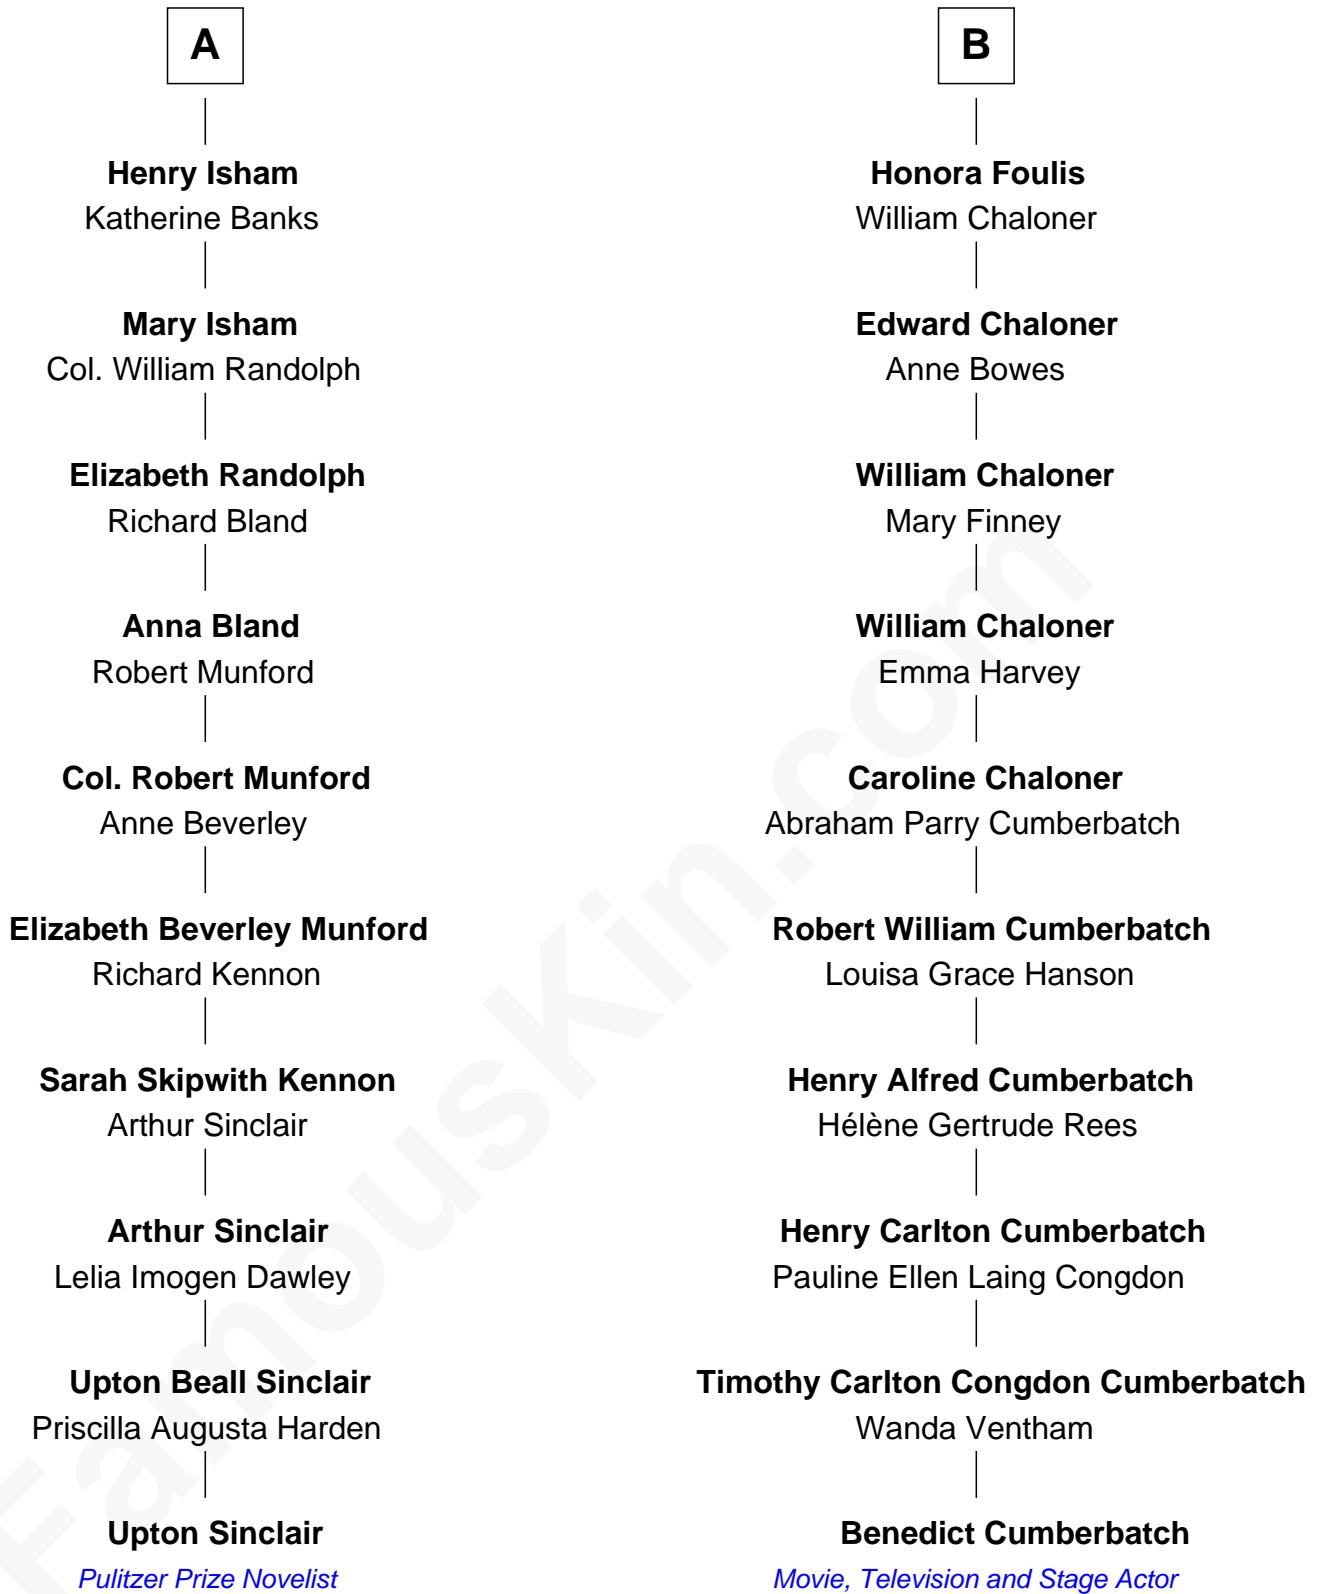 A
Henry Isham
Katherine Banks
Mary Isham
Col. William Randolph
Elizabeth Randolph
Richard Bland
Anna Bland
Robert Munford
Col. Robert Munford
Anne Beverley
Elizabeth Beverley Munford
Richard Kennon
Sarah Skipwith Kennon
Arthur Sinclair
Arthur Sinclair
Lelia Imogen Dawley
Upton Beall Sinclair
Priscilla Augusta Harden
Upton Sinclair
Pulitzer Prize Novelist
B
Honora Foulis
William Chaloner
Edward Chaloner
Anne Bowes
William Chaloner
Mary Finney
William Chaloner
Emma Harvey
Caroline Chaloner
Abraham Parry Cumberbatch
Robert William Cumberbatch
Louisa Grace Hanson
Henry Alfred Cumberbatch
Hélène Gertrude Rees
Henry Carlton Cumberbatch
Pauline Ellen Laing Congdon
Timothy Carlton Congdon Cumberbatch
Wanda Ventham
Benedict Cumberbatch
Movie, Television and Stage Actor
FamousKin.com